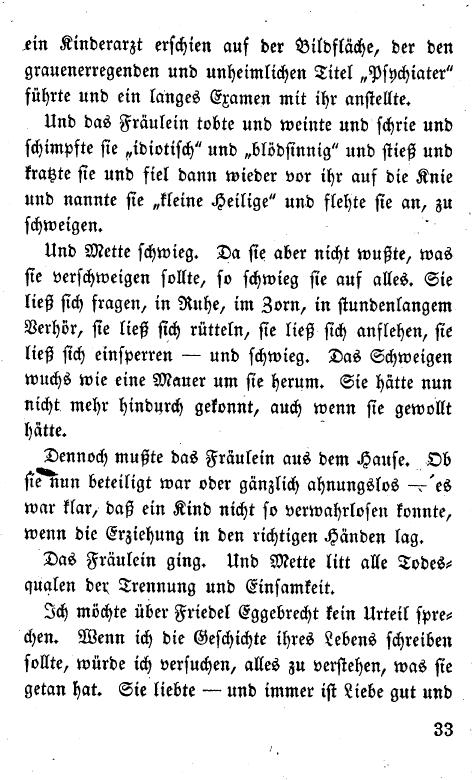 ein Kinderarzt erschien auf der Bildfläche, der den
grauenerregenden und unheimlichen Titel „Psychiater“
führte und ein langes Examen mit ihr anstellte.
Und das Fräulein tobte und weinte und schrie und
schimpfte sie „idiotisch“ und „blödsinnig“ und stieß und
kratzte sie und fiel dann wieder vor ihr auf die Knie
und nannte sie „kleine Heilige“ und flehte sie an, zu
schweigen.
Und Mette schwieg. Da sie aber nicht wußte, was
sie verschweigen sollte, so schwieg sie auf alles. Sie
ließ sich fragen, in Ruhe, im Zorn, in stundenlangem
Verhör, sie ließ sich rütteln, sie ließ sich anflehen, sie
ließ sich einsperren — und schwieg. Das Schweigen
wuchs wie eine Mauer um sie herum. Sie hätte nun
nicht mehr hindurch gekonnt, auch wenn sie gewollt
hätte.
Dennoch mußte das Fräulein aus dem Hause. Ob
sie nun beteiligt war oder gänzlich ahnungslos — es
war klar, daß ein Kind nicht so verwahrlosen konnte,
wenn die Erziehung in den richtigen Händen lag.
Das Fräulein ging. Und Mette litt alle Todes-
qualen der Trennung und Einsamkeit.
Ich möchte über Friedel Eggebrecht kein Urteil spre-
chen. Wenn ich die Geschichte ihres Lebens schreiben
sollte, würde ich versuchen, alles zu verstehen, was sie
getan hat. Sie liebte — und immer ist Liebe gut und
33